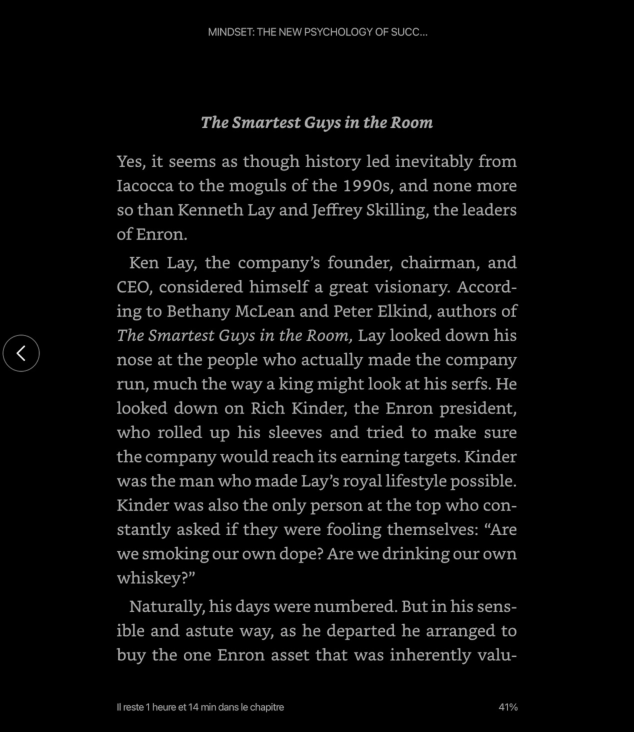 MINDSET: THE NEW PSYCHOLOGY OF SUCC...
The Smartest Guys in the Room
Yes, it seems as though history led inevitably from
Iacocca to the moguls of the 1990s, and none more
so than Kenneth Lay and Jeffrey Skilling, the leaders
of Enron.
Ken Lay, the company’s founder, chairman, and
CEO, considered himself a great visionary. Accord-
ing to Bethany McLean and Peter Elkind, authors of
The Smartest Guys in the Room, Lay looked down his
nose at the people who actually made the company
run, much the way a king might look at his serfs. He
looked down on Rich Kinder, the Enron president,
who rolled up his sleeves and tried to make sure
the company would reach its earning targets. Kinder
was the man who made Lay’s royal lifestyle possible.
Kinder was also the only person at the top who con-
stantly asked if they were fooling themselves: “Are
we smoking our own dope? Are we drinking our own
whiskey?”
Naturally, his days were numbered. But in his sens-
ible and astute way, as he departed he arranged to
buy the one Enron asset that was inherently valu-
Il reste 1 heure et 14 min dans le chapitre
41%